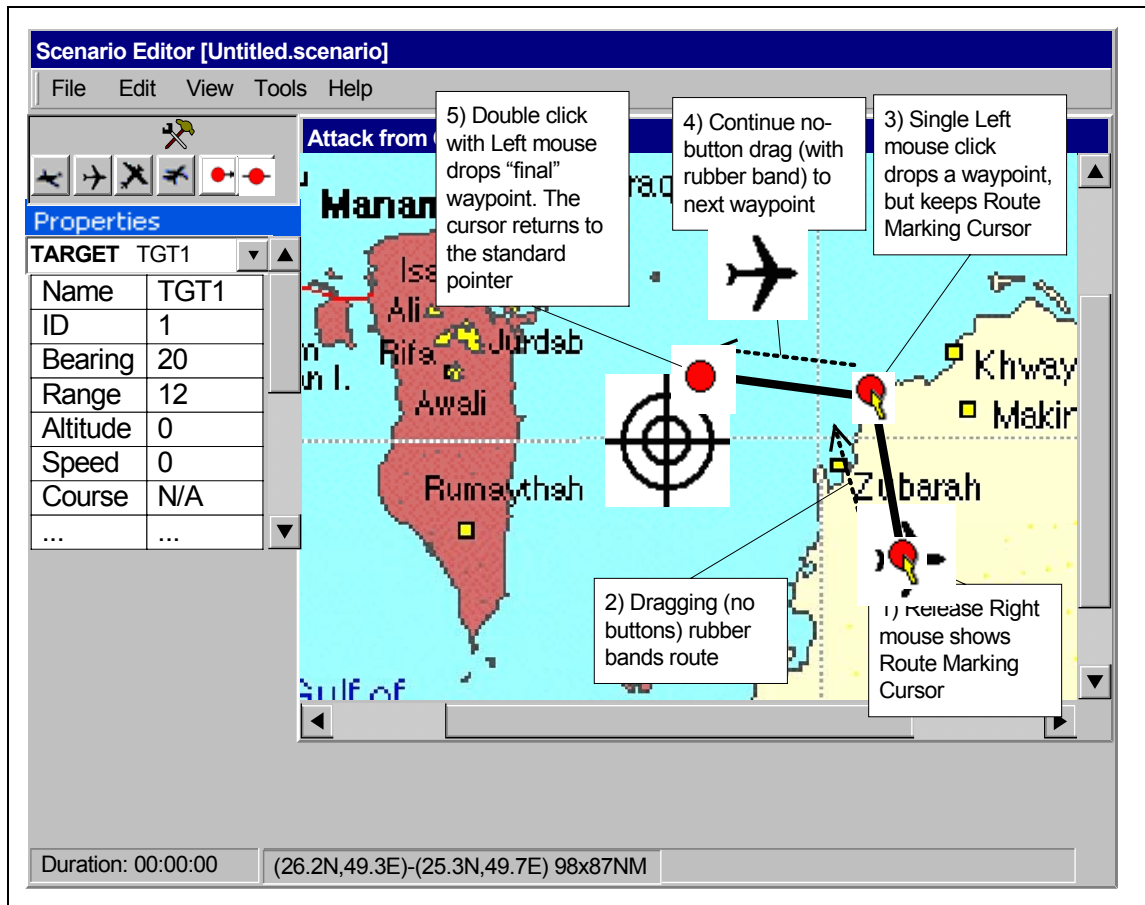 Scenario Editor [Untitled.scenario]
File Edit View Tools Help
Properties
TARGET TGT1
Name TGT1
ID 1
Bearing 20
Range 12
Altitude 0
Speed 0
Course N/A
... ...
Attack from
5) Double click
with Left mouse
drops “final”
waypoint. The
cursor returns to
the standard
pointer
4) Continue no-
button drag (with
rubber band) to
next waypoint
3) Single Left
mouse click
drops a waypoint,
but keeps Route
Marking Cursor
Manam
Ali
Rifa
Jurdab
Awali
Rumaythah
Khway
Makin
Zubarah
2) Dragging (no
buttons) rubber
bands route
1) Release Right
mouse shows
Route Marking
Cursor
Gulf of
Duration: 00:00:00
(26.2N,49.3E)-(25.3N,49.7E) 98x87NM